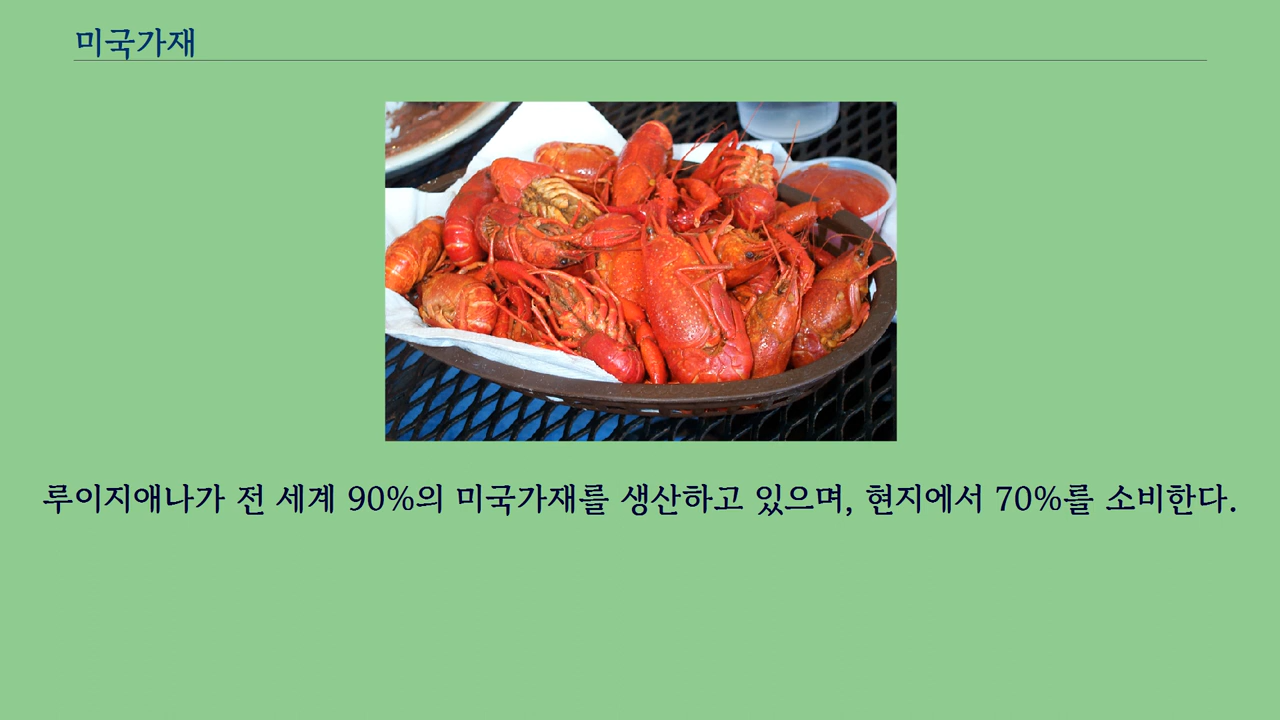 미국가재
루이지애나가 전 세계 90%의 미국가재를 생산하고 있으며, 현지에서 70%를 소비한다.